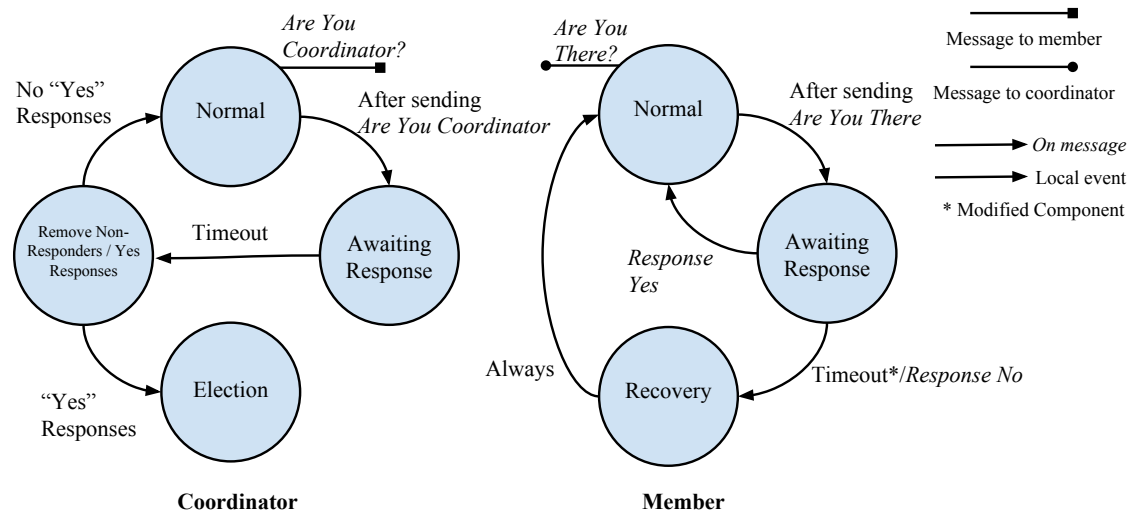 Are You
Coordinator?
Normal
No “Yes”
Responses
After sending
Are You Coordinator
Remove Non-
Responders / Yes
Responses
Timeout
Awaiting
Response
Election
“Yes”
Responses
Coordinator
Are You
There?
Normal
After sending
Are You There
Response
Yes
Awaiting
Response
Always
Recovery
Timeout*/Response No
Member
Message to member
Message to coordinator
On message
Local event
* Modified Component